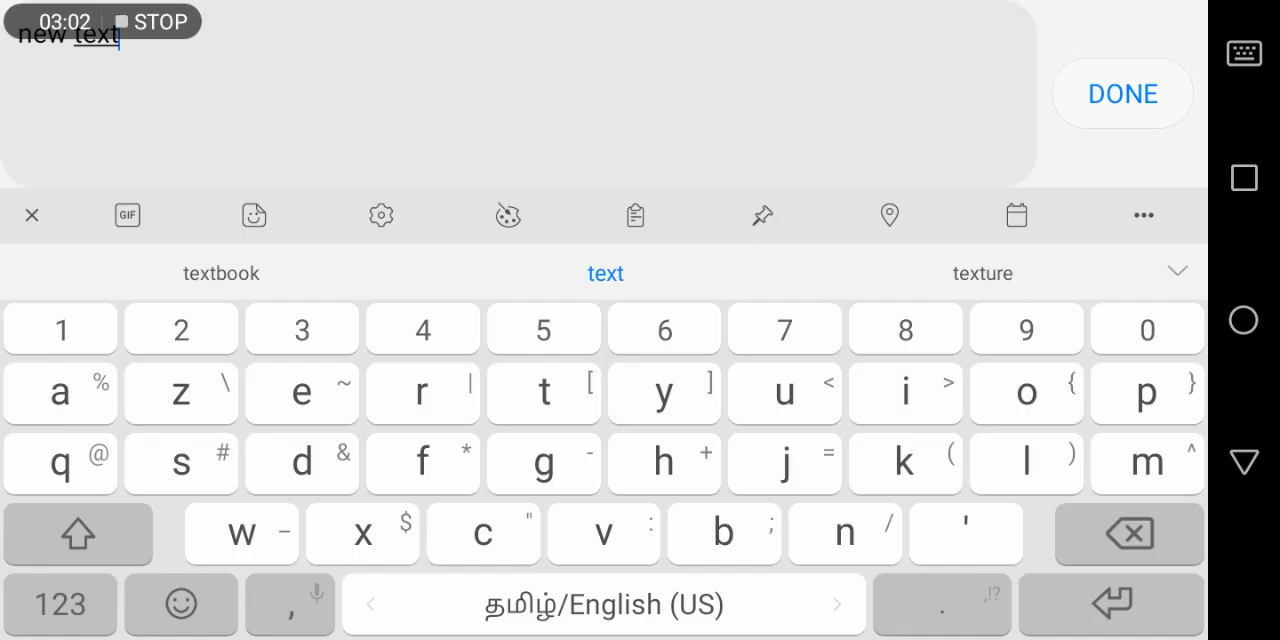 03:02 STOP
new text
DONE
GIF
textbook text texture
1 2 3 4 5 6 7 8 9 0
a % z \ e ~ r | t [ y ] u < i > o { p }
q @ s # d & f * g - h + j = k ( l ) m ^
w _ x $ c " v : b ; n / '
123 , தமிழ்/English (US) . ,!?